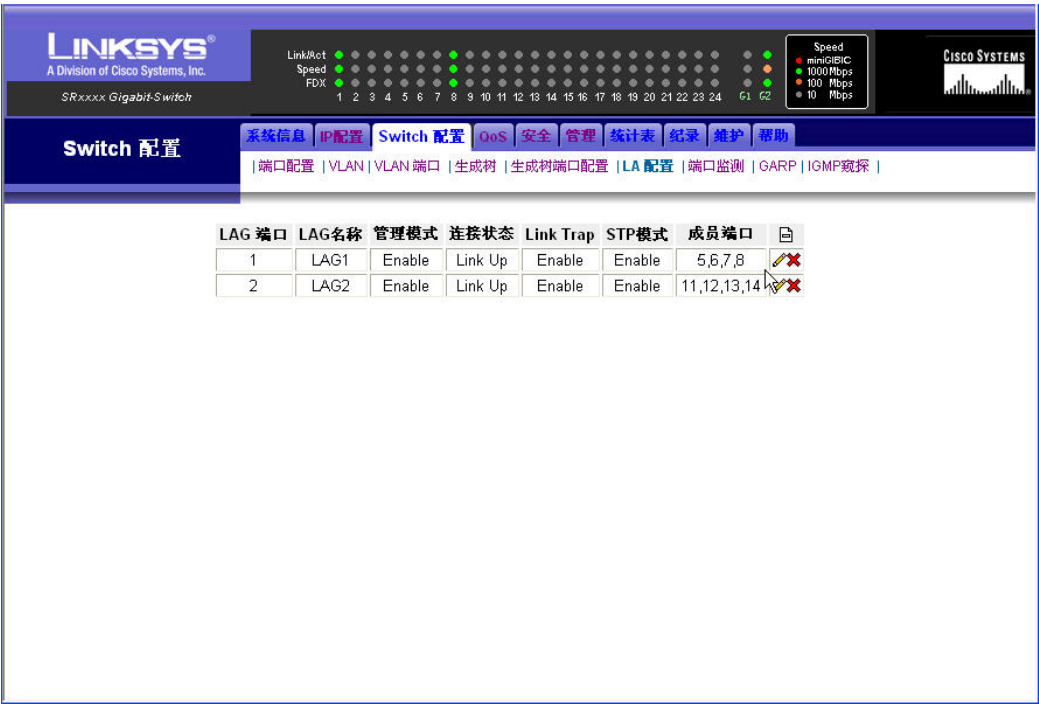 LINKSYS®
A Division of Cisco Systems, Inc.
SRxxxx Gigabit-Switch
Link/Act
Speed
FDX
1 2 3 4 5 6 7 8 9 10 11 12 13 14 15 16 17 18 19 20 21 22 23 24 G1 G2
Speed
miniGIBIC
1000 Mbps
100 Mbps
10 Mbps
CISCO SYSTEMS
Switch 配置
系统信息 IP配置 Switch 配置 QoS 安全 管理 统计表 纪录 维护 帮助
|端口配置 |VLAN|VLAN 端口 |生成树 |生成树端口配置 |LA 配置 |端口监测 |GARP|IGMP窥探 |
LAG 端口 LAG名称 管理模式 连接状态 Link Trap STP模式 成员端口
1 LAG1 Enable Link Up Enable Enable 5,6,7,8
2 LAG2 Enable Link Up Enable Enable 11,12,13,14